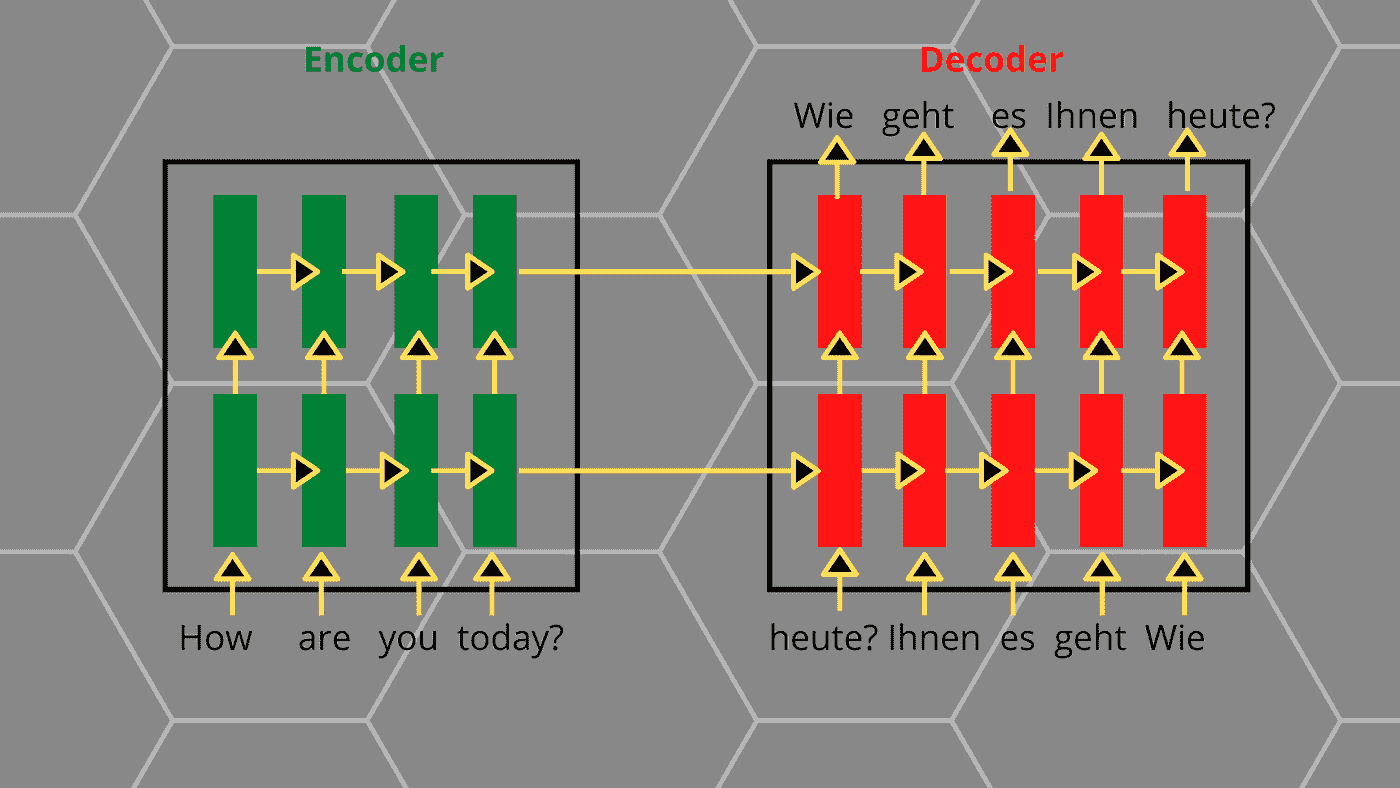 Encoder
Decoder
Wie geht es Ihnen heute?
How are you today?
heute? Ihnen es geht Wie